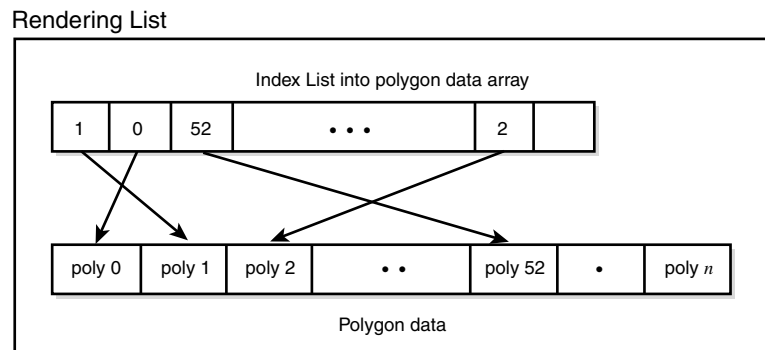 Rendering List
Index List into polygon data array
1 0 52 • • • 2
poly 0 poly 1 poly 2 • • poly 52 • poly n
Polygon data